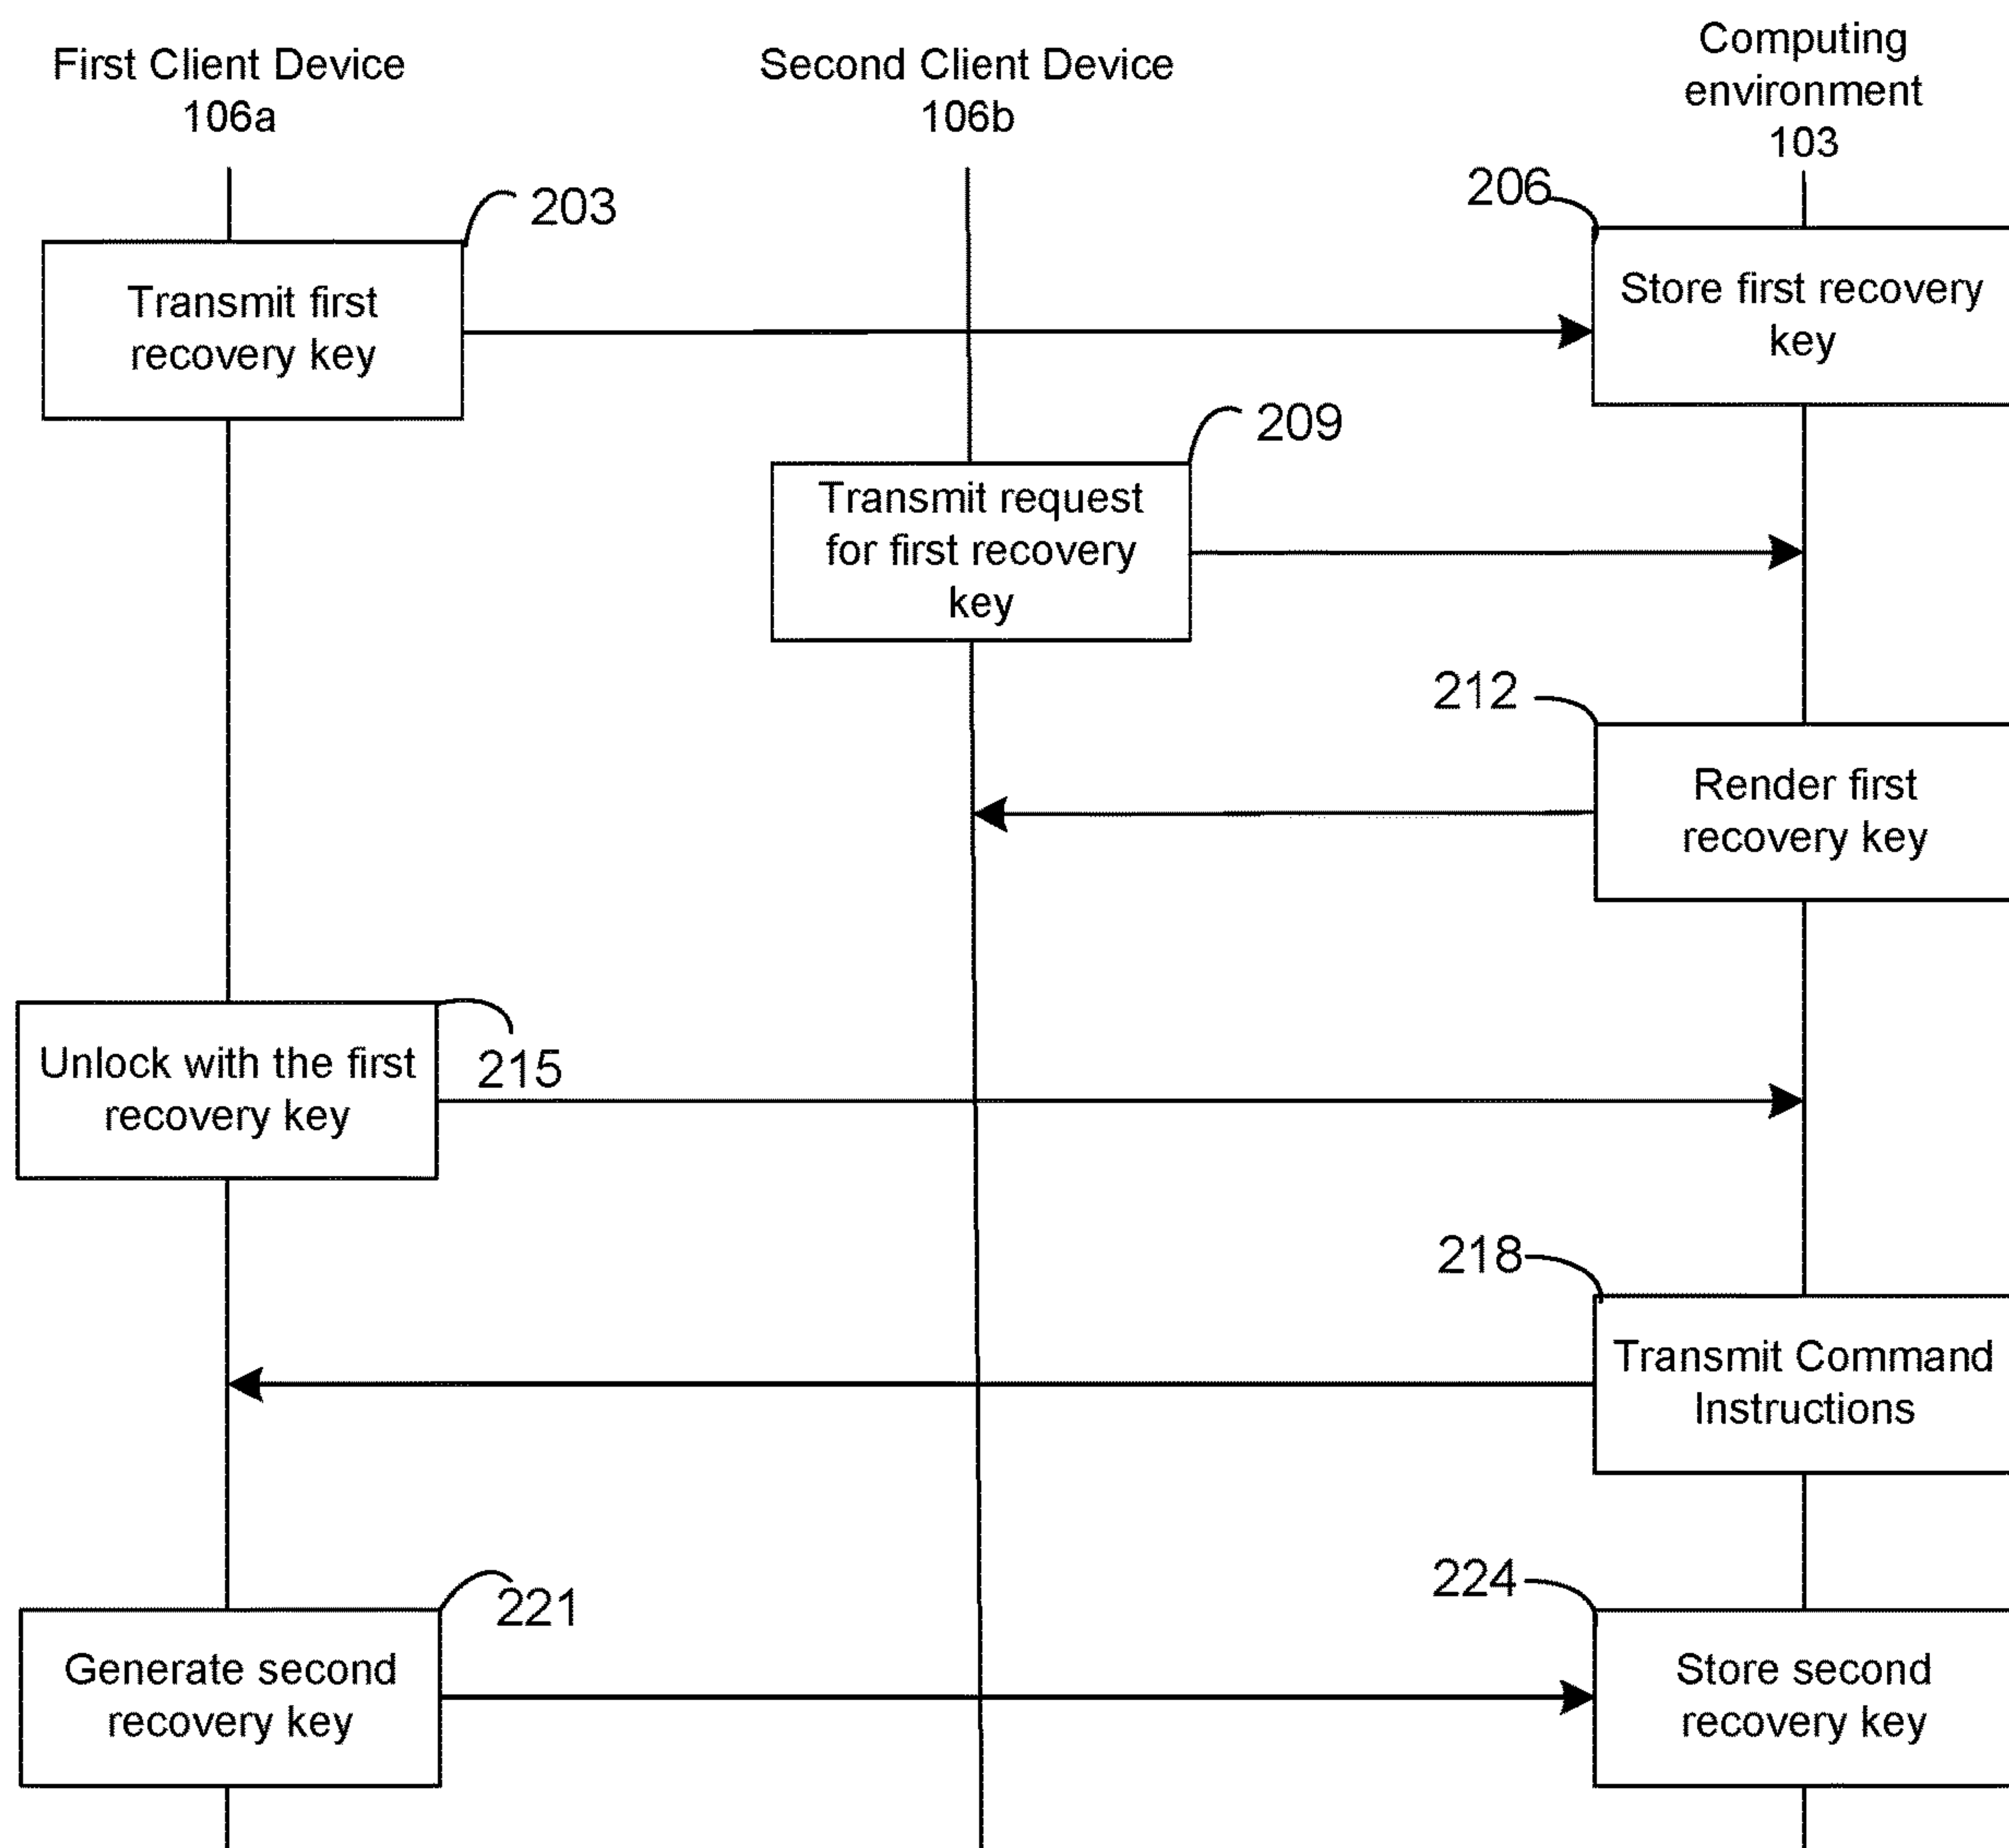 First Client Device
106a
Second Client Device
106b
Computing
environment
103
203
206
Transmit first
recovery key
Store first recovery
key
209
Transmit request
for first recovery
key
212
Render first
recovery key
215
Unlock with the first
recovery key
218
Transmit Command
Instructions
221
224
Generate second
recovery key
Store second
recovery key